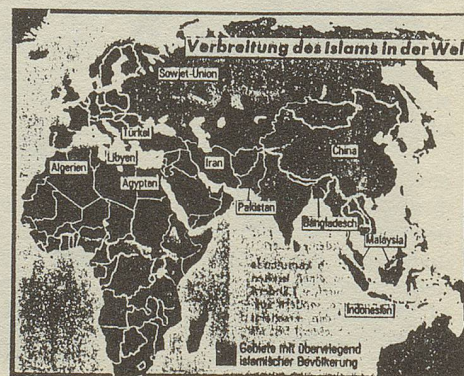 Verbreitung des Islams in der Wel
Sowjet-Union
Türkei
Libyen
Algerien
Ägypten
Iran
China
Pakistan
Bangladesch
Malaysia
Indonesien
Gebiete mit überwiegend
islamischer Bevölkerung